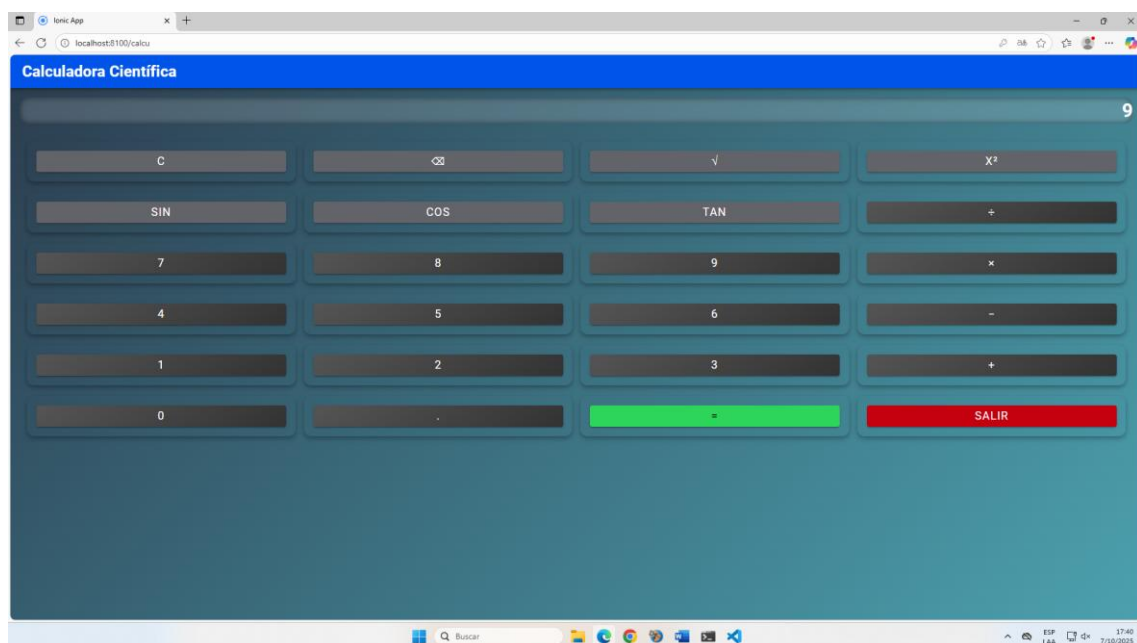 Ionic App
localhost:8100/calcu
Calculadora Científica
9
C ⌫ √ X²
SIN COS TAN ÷
7 8 9 ×
4 5 6 −
1 2 3 +
0 . = SALIR
Buscar
ESP 17:40
LAA 7/10/2025